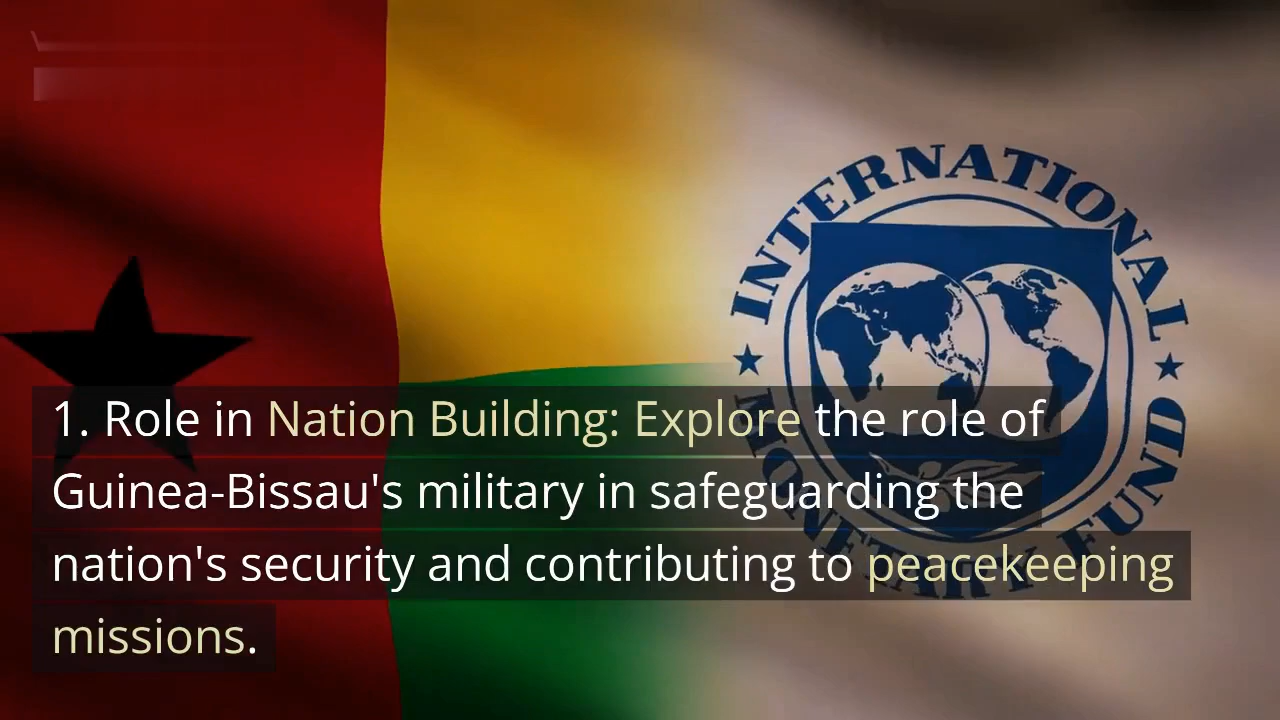 INTERNATIONAL
MONETARY FUND
1. Role in Nation Building: Explore the role of
Guinea-Bissau's military in safeguarding the
nation's security and contributing to peacekeeping
missions.